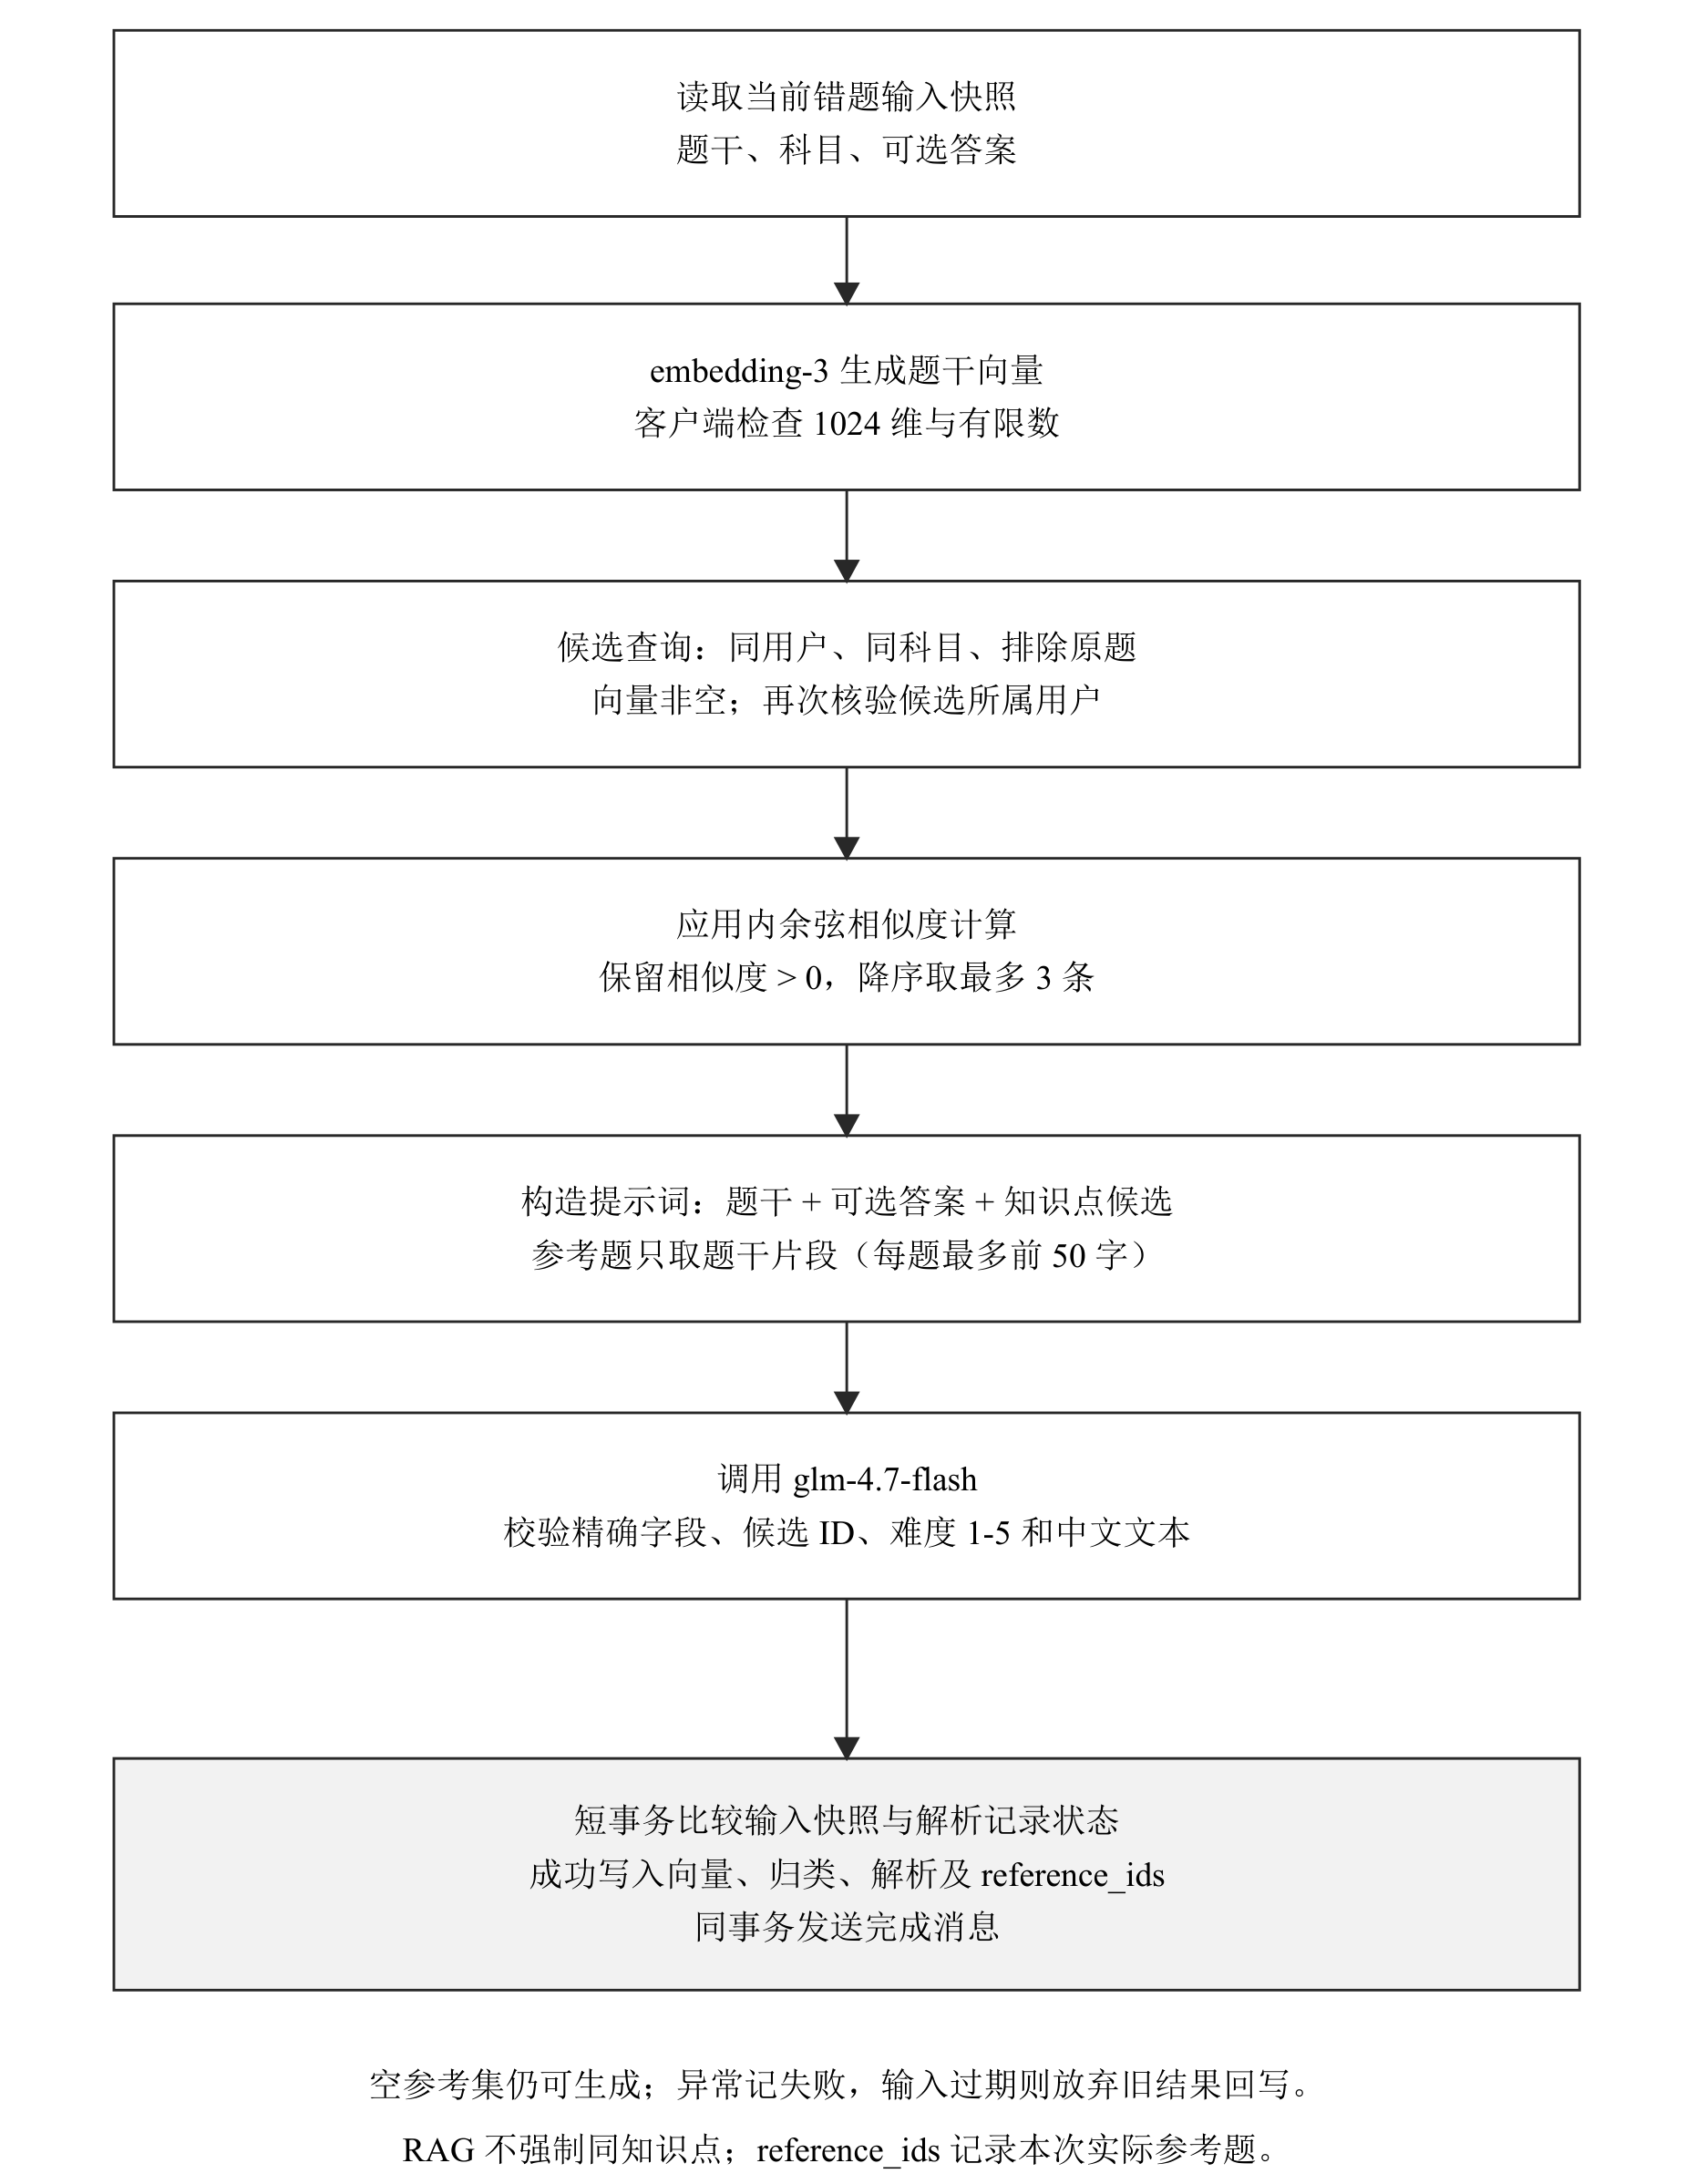 读取当前错题输入快照
题干、科目、可选答案
embedding-3 生成题干向量
客户端检查 1024 维与有限数
候选查询：同用户、同科目、排除原题
向量非空；再次核验候选所属用户
应用内余弦相似度计算
保留相似度 > 0，降序取最多 3 条
构造提示词：题干 + 可选答案 + 知识点候选
参考题只取题干片段（每题最多前 50 字）
调用 glm-4.7-flash
校验精确字段、候选 ID、难度 1-5 和中文文本
短事务比较输入快照与解析记录状态
成功写入向量、归类、解析及 reference_ids
同事务发送完成消息
空参考集仍可生成；异常记失败，输入过期则放弃旧结果回写。
RAG 不强制同知识点；reference_ids 记录本次实际参考题。